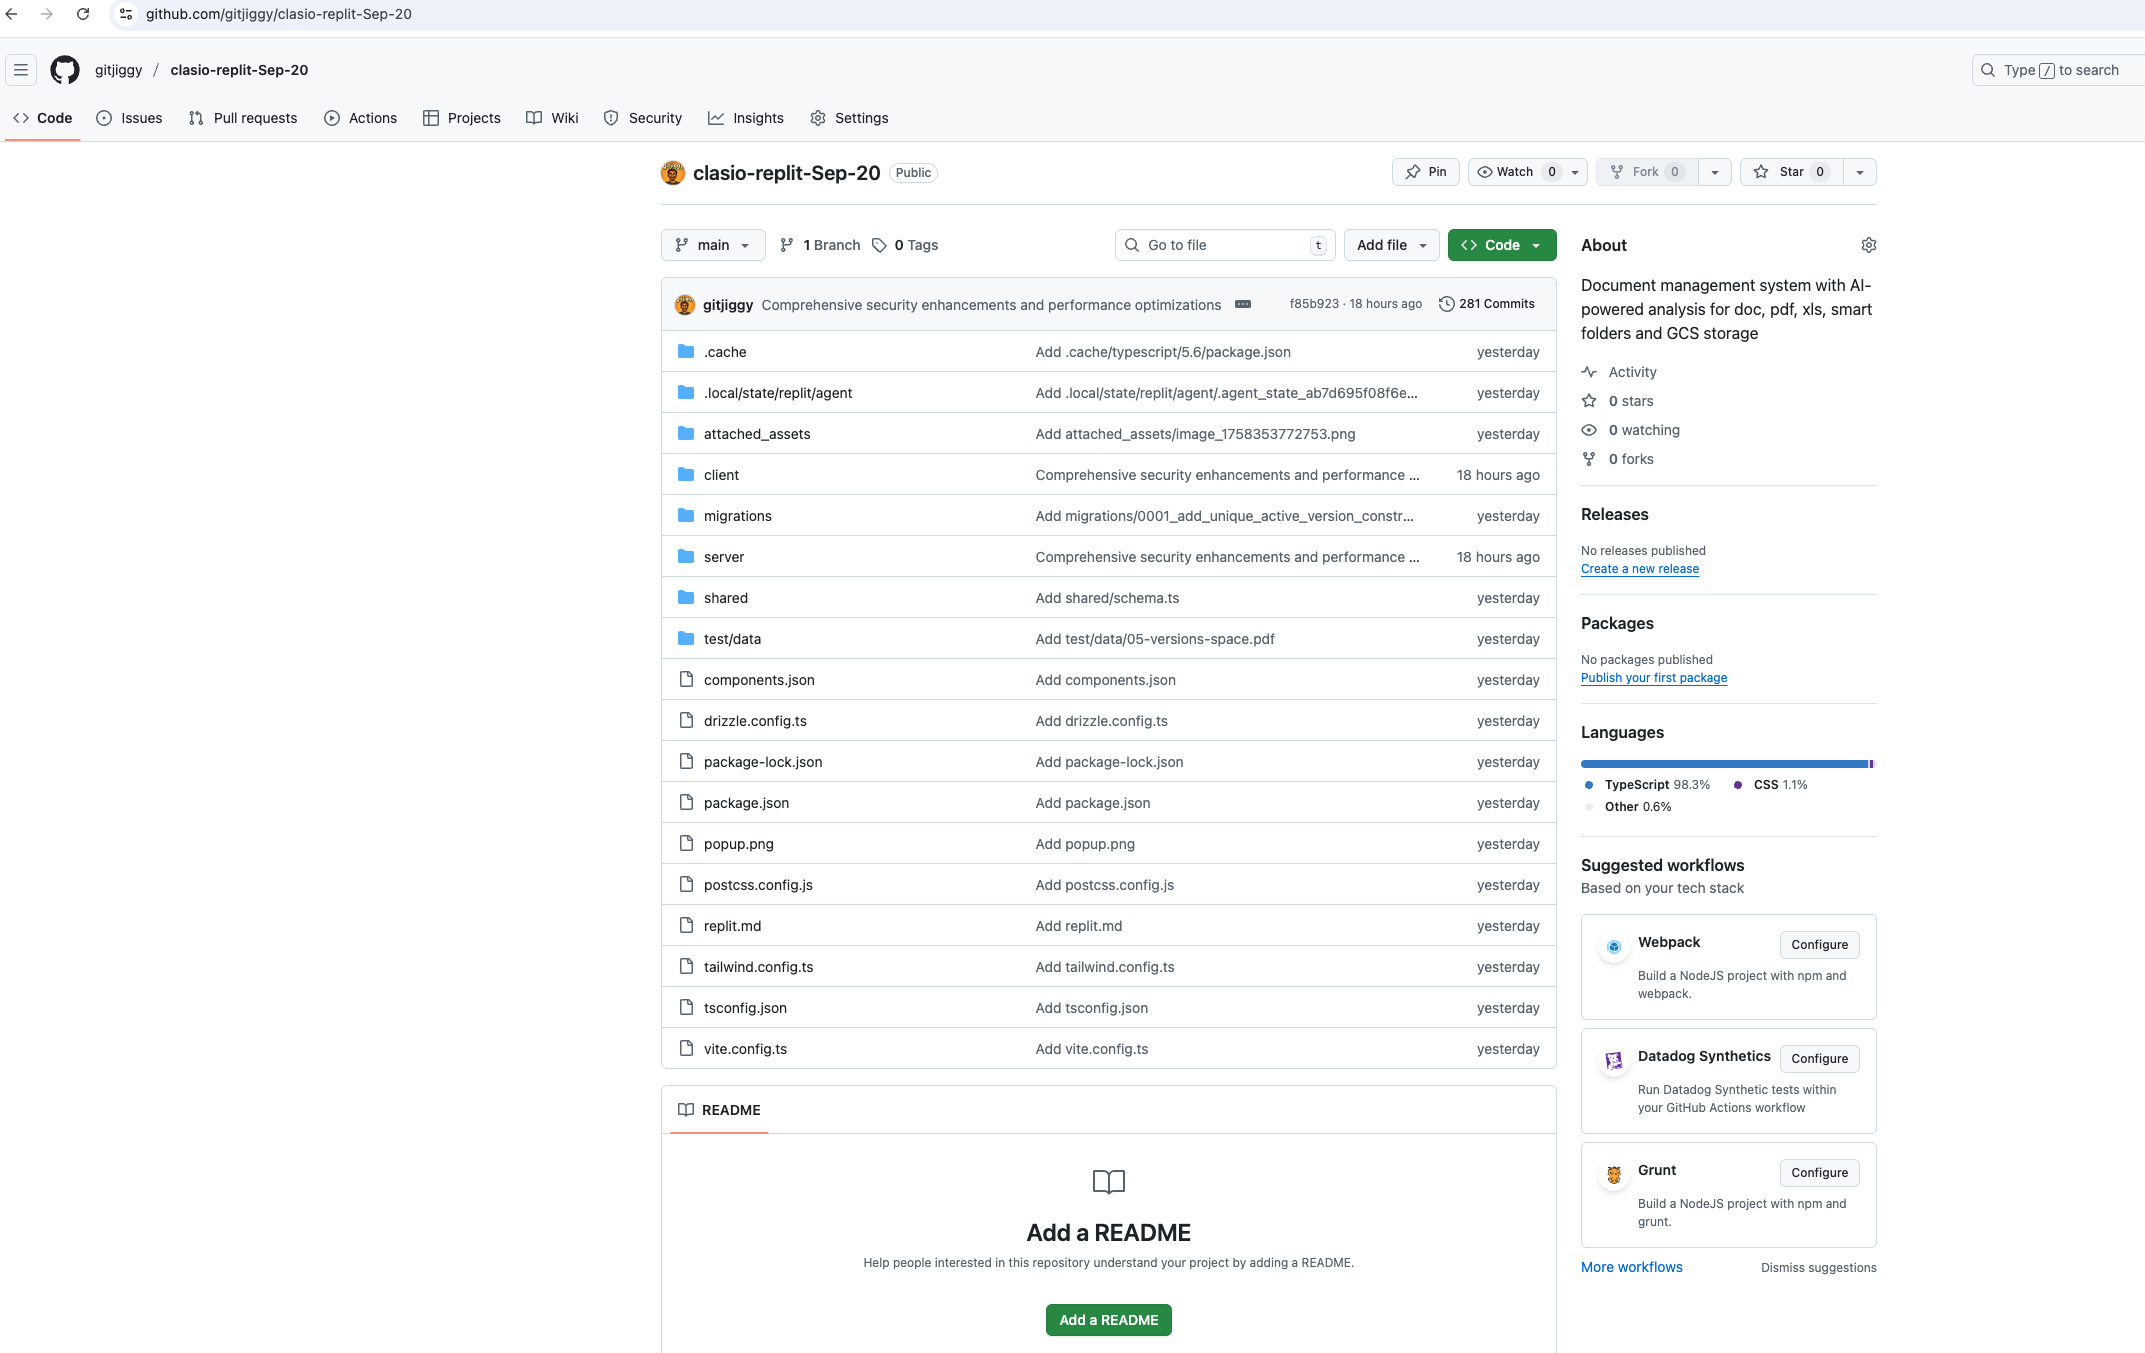 github.com/gitjiggy/clasio-replit-Sep-20
gitjiggy / clasio-replit-Sep-20
Type / to search
Code Issues Pull requests Actions Projects Wiki Security Insights Settings
clasio-replit-Sep-20 Public
Pin Watch 0 Fork 0 Star 0
main 1 Branch 0 Tags
Go to file t Add file Code
gitjiggy Comprehensive security enhancements and performance optimizations f85b923 · 18 hours ago 281 Commits
.cache Add .cache/typescript/5.6/package.json yesterday
.local/state/replit/agent Add .local/state/replit/agent/.agent_state_ab7d695f08f6e... yesterday
attached_assets Add attached_assets/image_1758353772753.png yesterday
client Comprehensive security enhancements and performance ... 18 hours ago
migrations Add migrations/0001_add_unique_active_version_constr... yesterday
server Comprehensive security enhancements and performance ... 18 hours ago
shared Add shared/schema.ts yesterday
test/data Add test/data/05-versions-space.pdf yesterday
components.json Add components.json yesterday
drizzle.config.ts Add drizzle.config.ts yesterday
package-lock.json Add package-lock.json yesterday
package.json Add package.json yesterday
popup.png Add popup.png yesterday
postcss.config.js Add postcss.config.js yesterday
replit.md Add replit.md yesterday
tailwind.config.ts Add tailwind.config.ts yesterday
tsconfig.json Add tsconfig.json yesterday
vite.config.ts Add vite.config.ts yesterday
README
Add a README
Help people interested in this repository understand your project by adding a README.
Add a README
About
Document management system with AI-
powered analysis for doc, pdf, xls, smart
folders and GCS storage
Activity
0 stars
0 watching
0 forks
Releases
No releases published
Create a new release
Packages
No packages published
Publish your first package
Languages
TypeScript 98.3% CSS 1.1%
Other 0.6%
Suggested workflows
Based on your tech stack
Webpack Configure
Build a NodeJS project with npm and
webpack.
Datadog Synthetics Configure
Run Datadog Synthetic tests within
your GitHub Actions workflow
Grunt Configure
Build a NodeJS project with npm and
grunt.
More workflows Dismiss suggestions